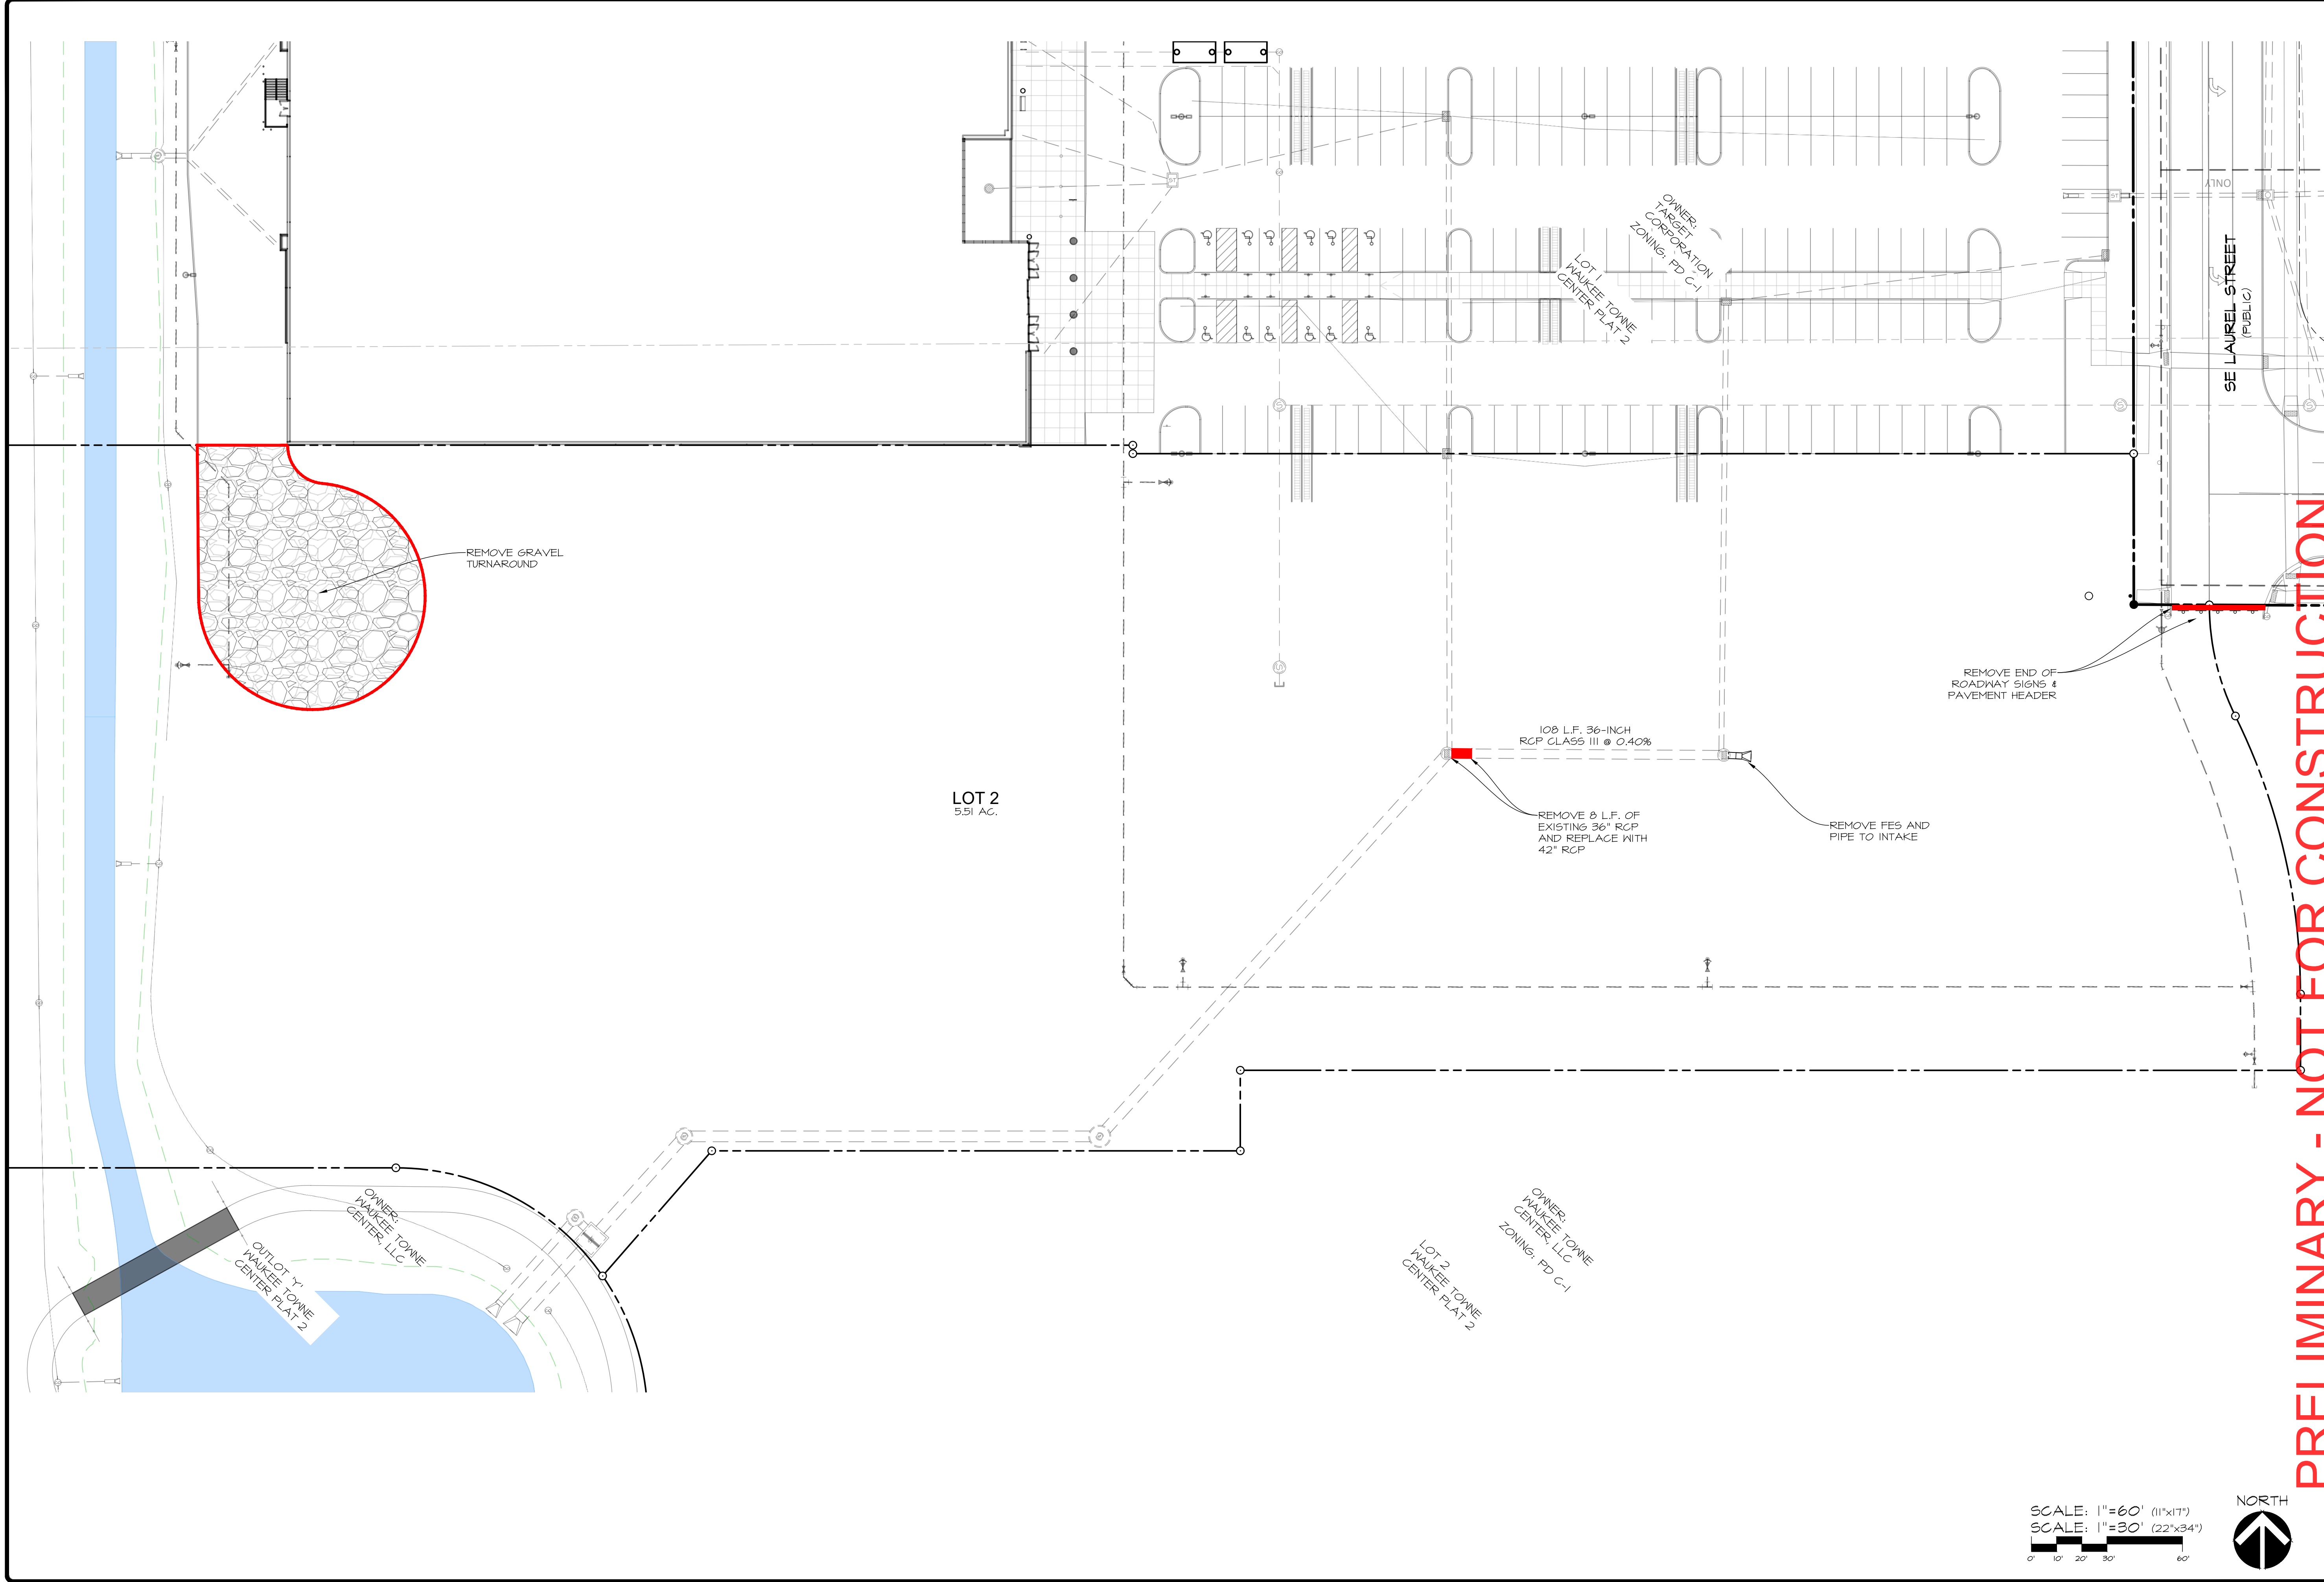 ONLY
SE LAUREL STREET
(PUBLIC)
OWNER:
TARGET
CORPORATION
ZONING: PD C-1
LOT 1
WAUKEE TOWNE
CENTER PLAT 2
ST
ST
REMOVE GRAVEL
TURNAROUND
REMOVE END OF
ROADWAY SIGNS &
PAVEMENT HEADER
108 L.F. 36-INCH
RCP CLASS III @ 0.40%
LOT 2
5.51 AC.
REMOVE 8 L.F. OF
EXISTING 36" RCP
AND REPLACE WITH
42" RCP
REMOVE FES AND
PIPE TO INTAKE
OWNER:
WAUKEE TOWNE
CENTER, LLC
OUTLOT 'Y'
WAUKEE TOWNE
CENTER PLAT 2
OWNER:
WAUKEE TOWNE
CENTER, LLC
ZONING: PD C-1
LOT 2
WAUKEE TOWNE
CENTER PLAT 2
PRELIMINARY - NOT FOR CONSTRUCTION
SCALE: 1"=60' (11"x17")
SCALE: 1"=30' (22"x34")
0' 10' 20' 30' 60'
NORTH